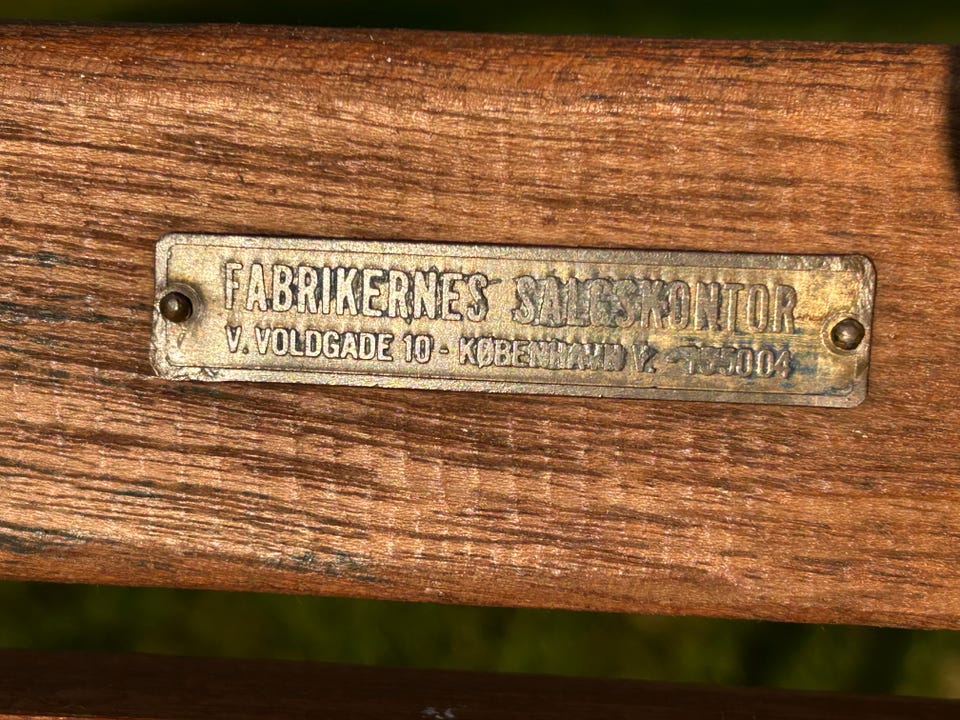 FABRIKERNES SALGSKONTOR
V. VOLDGADE 10 - KØBENHAVN V. -